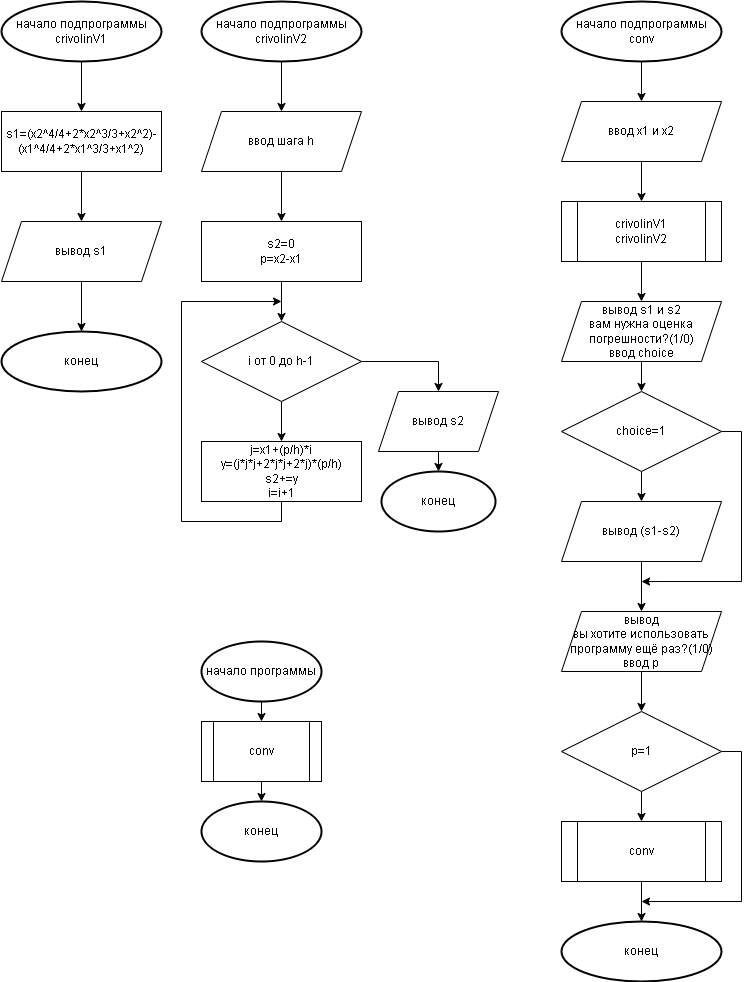 начало подпрограммы
crivolinV1
s1=(x2^4/4+2*x2^3/3+x2^2)-
(x1^4/4+2*x1^3/3+x1^2)
вывод s1
конец
начало подпрограммы
crivolinV2
ввод шага h
s2=0
p=x2-x1
i от 0 до h-1
j=x1+(p/h)*i
y=(j*j*j+2*j*j+2*j)*(p/h)
s2+=y
i=i+1
вывод s2
конец
начало подпрограммы
conv
ввод x1 и x2
crivolinV1
crivolinV2
вывод s1 и s2
вам нужна оценка
погрешности?(1/0)
ввод choice
choice=1
вывод (s1-s2)
вывод
вы хотите использовать
программу ещё раз?(1/0)
ввод p
p=1
conv
конец
начало программы
conv
конец